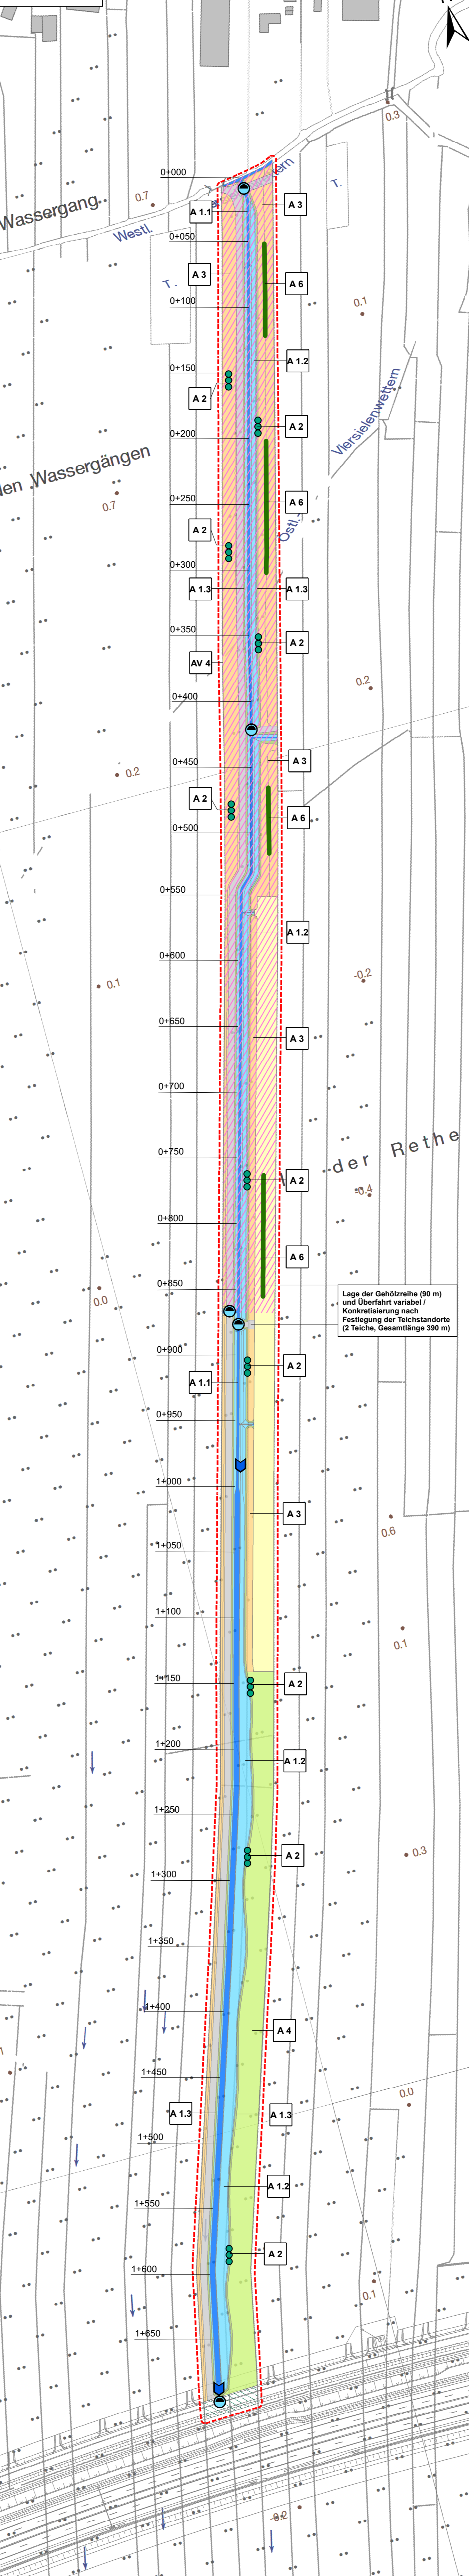 0.3
0+000
Wassergang
0.7
Westl.
ern
T.
A 1.1
A 3
0+050
A 3
T.
A 6
0+100
0.1
0+150
A 1.2
A 2
Viersielenwettern
0+200
A 2
den Wassergängen
0.7
0+250
A 6
A 2
Östl.
0+300
A 1.3
A 1.3
0+350
A 2
AV 4
0.2
0+400
0+450
A 3
0.2
A 2
A 6
0+500
0+550
A 1.2
0+600
-0.2
0.1
0+650
A 3
0+700
0+750
der Rethe
A 2
-0.4
0+800
A 6
0+850
Lage der Gehölzreihe (90 m)
und Überfahrt variabel /
Konkretisierung nach
Festlegung der Teichstandorte
(2 Teiche, Gesamtlänge 390 m)
0.0
0+900
A 2
A 1.1
0+950
1+000
A 3
0.6
1+050
1+100
0.1
1+150
A 2
1+200
A 1.2
1+250
0.3
A 2
1+300
1+350
1+400
A 4
1+450
0.0
A 1.3
A 1.3
1+500
A 1.2
1+550
A 2
1+600
0.1
1+650
-0.2